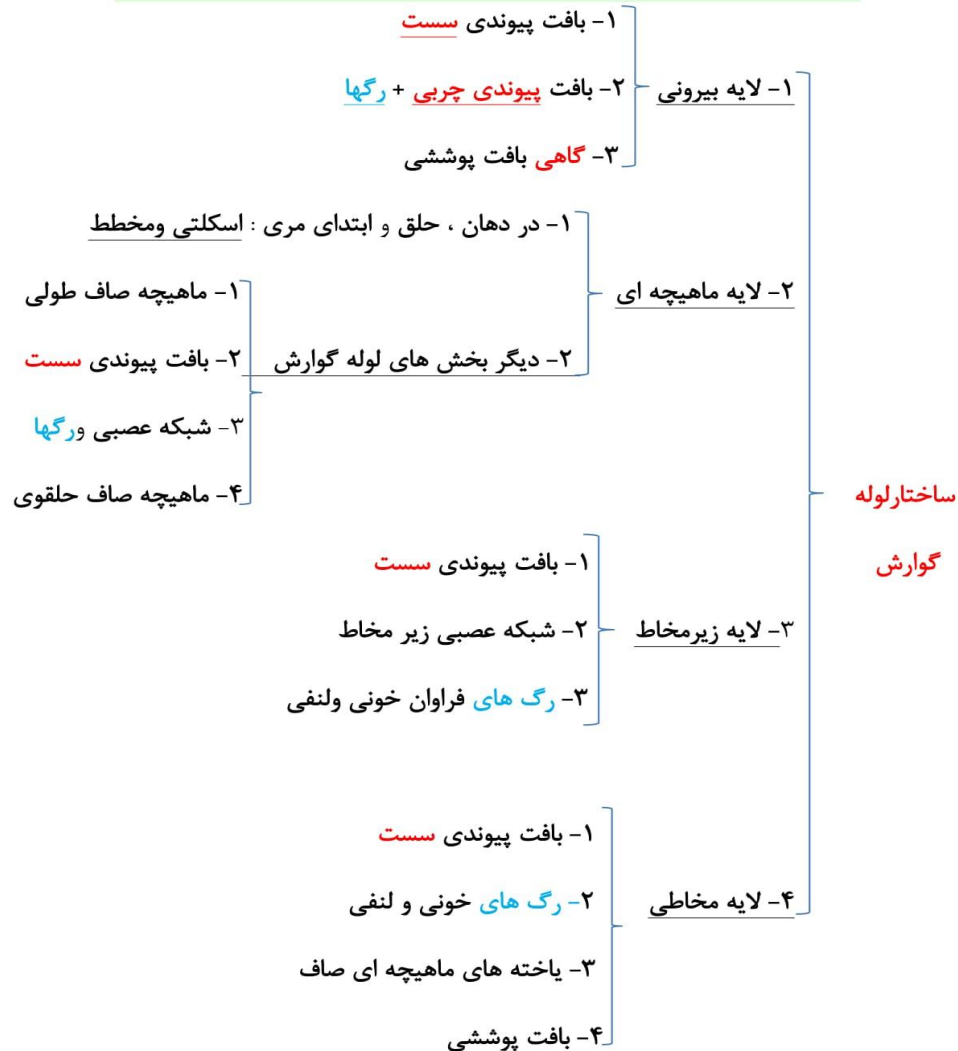 ساختارلوله
گوارش
۱- لایه بیرونی
۱- بافت پیوندی سست
۲- بافت پیوندی چربی + رگها
۳- گاهی بافت پوششی
۲- لایه ماهیچه ای
۱- در دهان ، حلق و ابتدای مری : اسکلتی ومخطط
۲- دیگر بخش های لوله گوارش
۱- ماهیچه صاف طولی
۲- بافت پیوندی سست
۳- شبکه عصبی ورگها
۴- ماهیچه صاف حلقوی
۳- لایه زیرمخاط
۱- بافت پیوندی سست
۲- شبکه عصبی زیر مخاط
۳- رگ های فراوان خونی ولنفی
۴- لایه مخاطی
۱- بافت پیوندی سست
۲- رگ های خونی و لنفی
۳- یاخته های ماهیچه ای صاف
۴- بافت پوششی